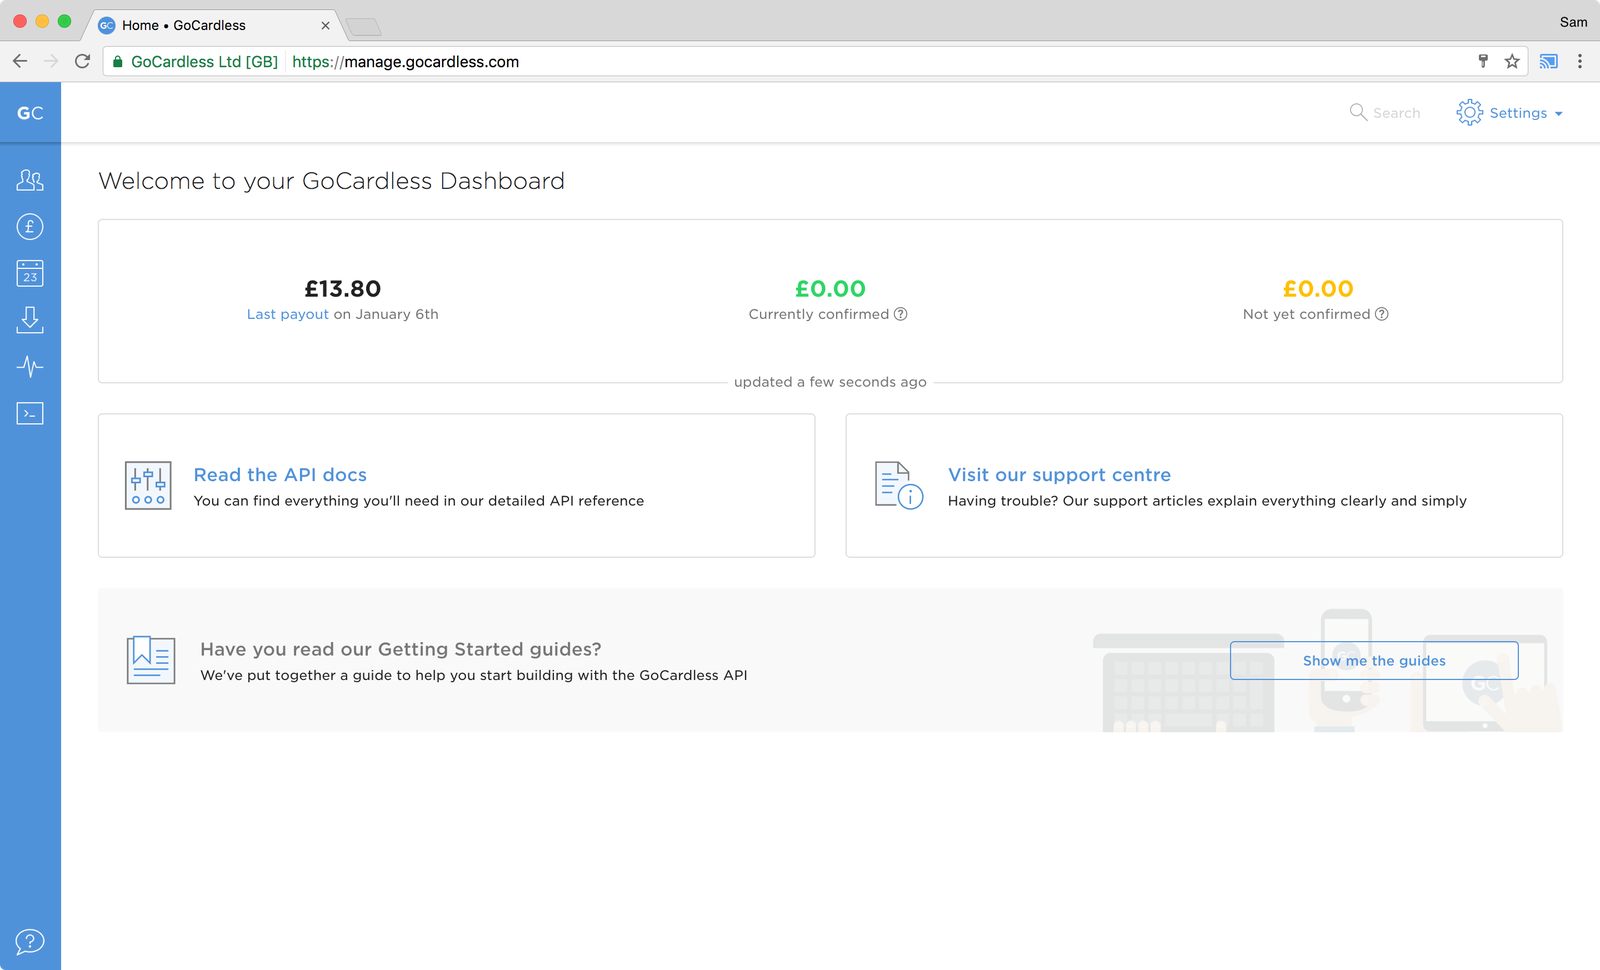 Home • GoCardless
Sam
GoCardless Ltd [GB]
https://manage.gocardless.com
GC
Search
Settings
Welcome to your GoCardless Dashboard
£
23
£13.80
Last payout on January 6th
£0.00
Currently confirmed ?
£0.00
Not yet confirmed ?
updated a few seconds ago
Read the API docs
You can find everything you'll need in our detailed API reference
Visit our support centre
Having trouble? Our support articles explain everything clearly and simply
Have you read our Getting Started guides?
We've put together a guide to help you start building with the GoCardless API
Show me the guides
GC
GC
?